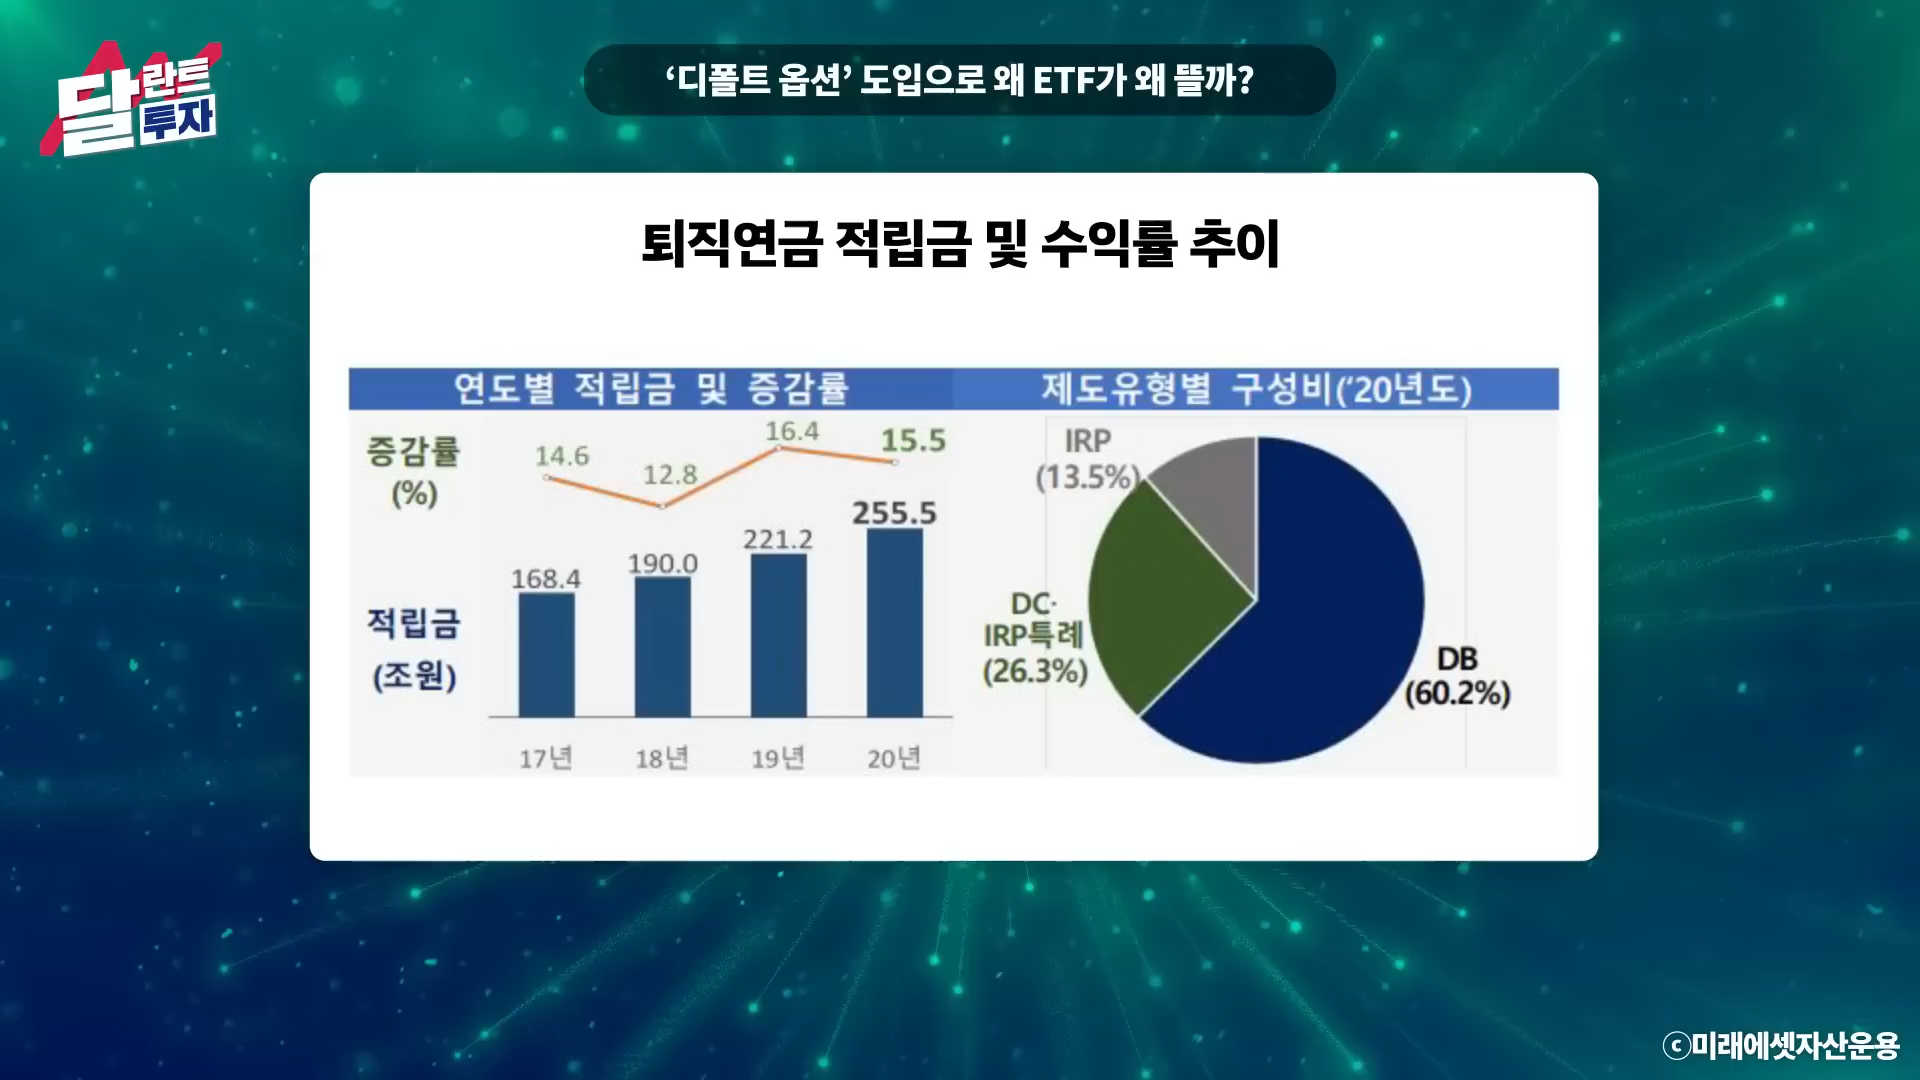 달란트
투자
‘디폴트 옵션’ 도입으로 왜 ETF가 왜 뜰까?
퇴직연금 적립금 및 수익률 추이
연도별 적립금 및 증감률
증감률
(%)
14.6
12.8
16.4
15.5
적립금
(조원)
168.4
190.0
221.2
255.5
17년
18년
19년
20년
제도유형별 구성비('20년도)
IRP
(13.5%)
DC·
IRP특례
(26.3%)
DB
(60.2%)
ⓒ미래에셋자산운용